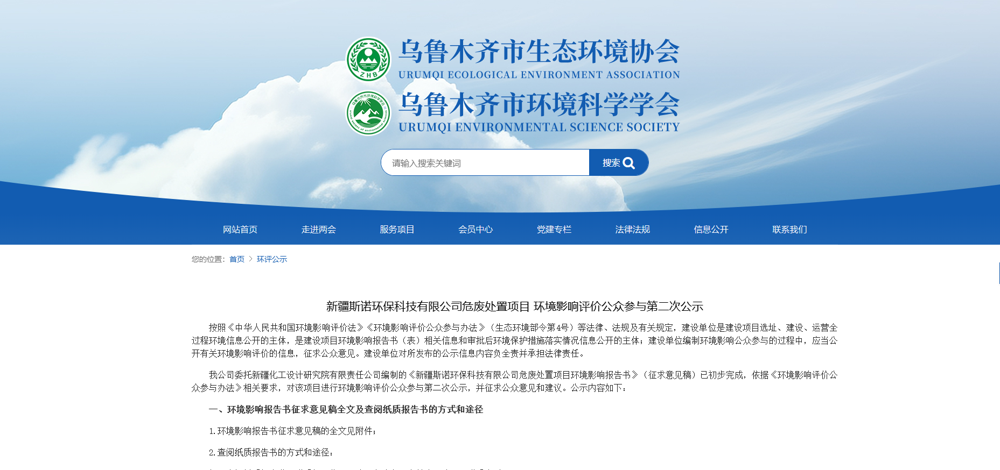 乌鲁木齐市生态环境协会
URUMQI ECOLOGICAL ENVIRONMENT ASSOCIATION
ZHB
乌鲁木齐市环境科学学会
URUMQI ENVIRONMENTAL SCIENCE SOCIETY
请输入搜索关键词
搜索
网站首页 走进两会 服务项目 会员中心 党建专栏 法律法规 信息公开 联系我们
您的位置：首页 > 环评公示
新疆斯诺环保科技有限公司危废处置项目 环境影响评价公众参与第二次公示
按照《中华人民共和国环境影响评价法》《环境影响评价公众参与办法》（生态环境部令第4号）等法律、法规及有关规定，建设单位是建设项目选址、建设、运营全
过程环境信息公开的主体，是建设项目环境影响报告书（表）相关信息和审批后环境保护措施落实情况信息公开的主体；建设单位编制环境影响公众参与的过程中，应当公
开有关环境影响评价的信息，征求公众意见。建设单位对所发布的公示信息内容负全责并承担法律责任。
我公司委托新疆化工设计研究院有限责任公司编制的《新疆斯诺环保科技有限公司危废处置项目环境影响报告书》（征求意见稿）已初步完成，依据《环境影响评价公
众参与办法》相关要求，对该项目进行环境影响评价公众参与第二次公示，并征求公众意见和建议。公示内容如下：
一、环境影响报告书征求意见稿全文及查阅纸质报告书的方式和途径
1.环境影响报告书征求意见稿的全文见附件；
2.查阅纸质报告书的方式和途径：